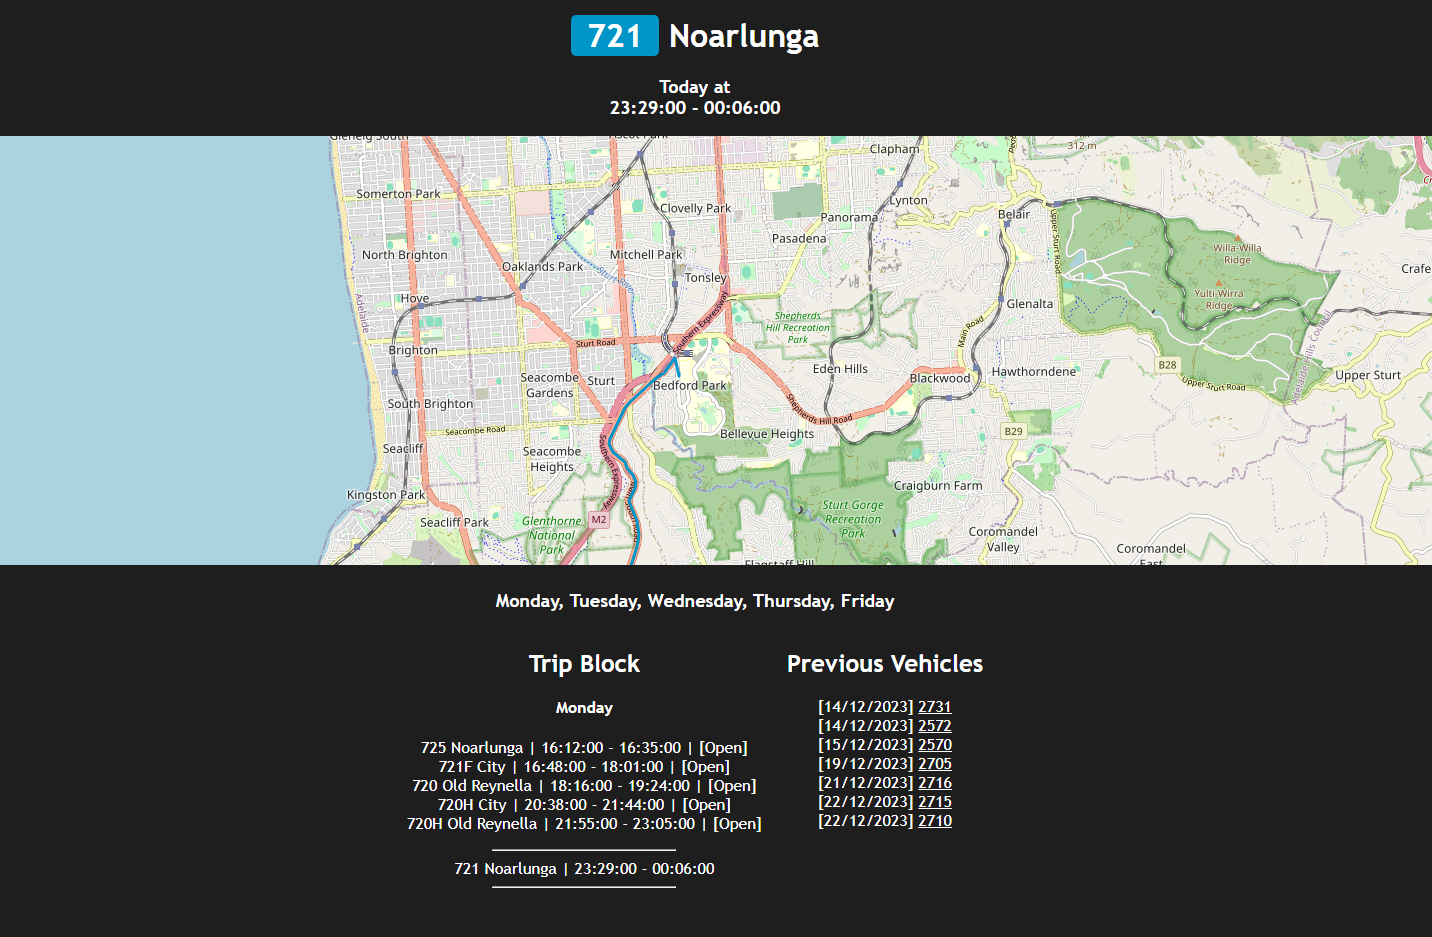 721 Noarlunga
Today at
23:29:00 - 00:06:00
Glenelg South
Ascot Park
Clapham
312 m
Somerton Park
Clovelly Park
Lynton
Panorama
Belair
Upper Sturt Road
Pasadena
North Brighton
Mitchell Park
Willa-Willa
Ridge
Oaklands Park
Sturt River
Tonsley
Crafe
Adelaide
Hove
Southern Expressway
Yulti-Wirra
Ridge
Glenalta
Shepherds
Hill Recreation
Park
Main Road
Adelaide Hills Council
Brighton
Sturt Road
Eden Hills
Blackwood
Hawthorndene
B28
Upper Sturt
Seacombe
Gardens
Sturt
Bedford Park
Upper Sturt Road
South Brighton
Shepherds Hill Road
Seacombe Road
Bellevue Heights
B29
Seacliff
Seacombe
Heights
Southern Expressway
Craigburn Farm
Kingston Park
Main South Road
Seacliff Park
Glenthorne
National
Park
M2
Sturt Gorge
Recreation
Park
Coromandel
Valley
Coromandel
East
Flagstaff Hill
Monday, Tuesday, Wednesday, Thursday, Friday
Trip Block
Monday
725 Noarlunga | 16:12:00 - 16:35:00 | [Open]
721F City | 16:48:00 - 18:01:00 | [Open]
720 Old Reynella | 18:16:00 - 19:24:00 | [Open]
720H City | 20:38:00 - 21:44:00 | [Open]
720H Old Reynella | 21:55:00 - 23:05:00 | [Open]
721 Noarlunga | 23:29:00 - 00:06:00
Previous Vehicles
[14/12/2023] 2731
[14/12/2023] 2572
[15/12/2023] 2570
[19/12/2023] 2705
[21/12/2023] 2716
[22/12/2023] 2715
[22/12/2023] 2710